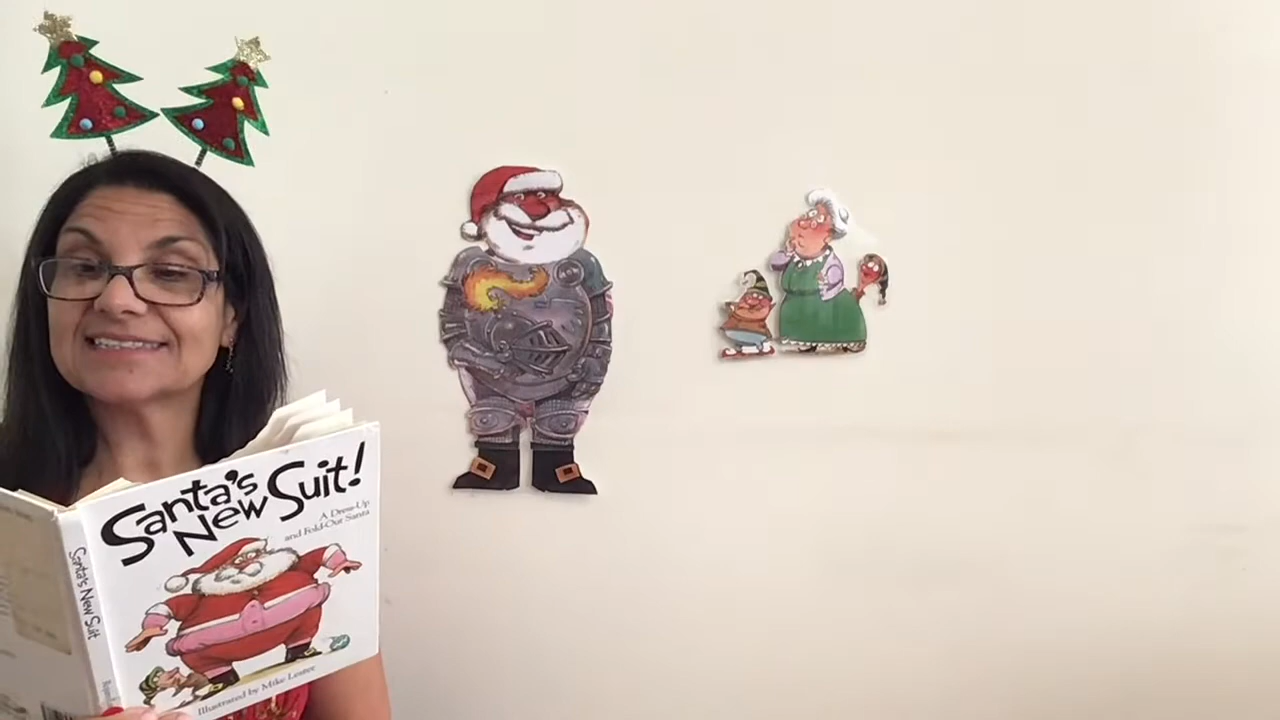 Santa's
New Suit!
A Dress-Up
and Fold-Out Santa
Illustrated by Mike Lester
Santa's New Suit